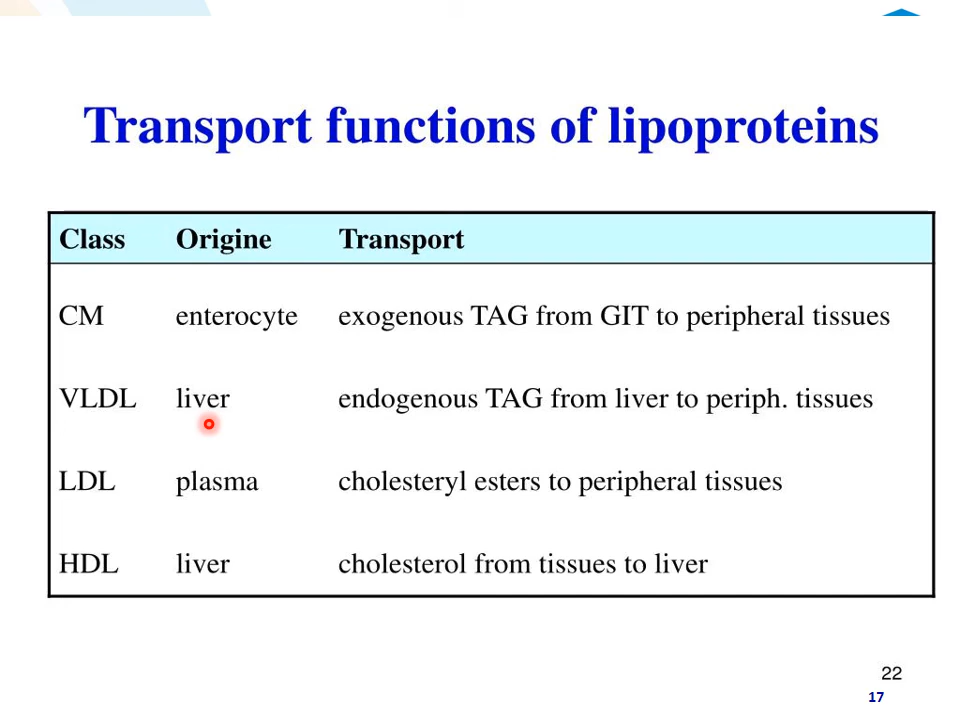 Transport functions of lipoproteins
Class Origine Transport
CM enterocyte exogenous TAG from GIT to peripheral tissues
VLDL liver endogenous TAG from liver to periph. tissues
LDL plasma cholesteryl esters to peripheral tissues
HDL liver cholesterol from tissues to liver
22
17